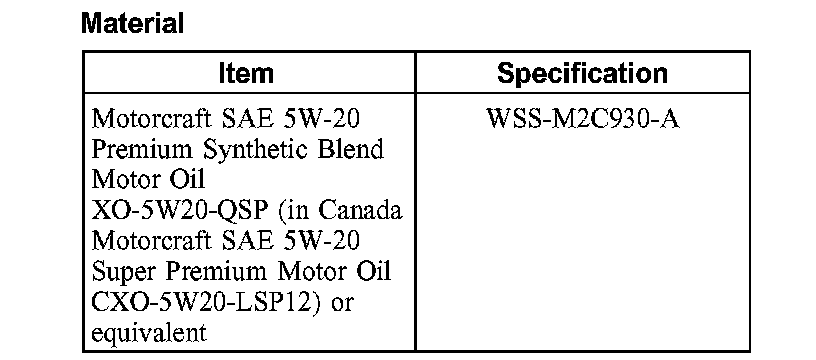 Material
Item
Specification
Motorcraft SAE 5W-20
WSS-M2C930-A
Premium Synthetic Blend
Motor Oil
XO-5W20-QSP (in Canada
Motorcraft SAE 5W-20
Super Premium Motor Oil
CXO-5W20-LSP12) or
equivalent